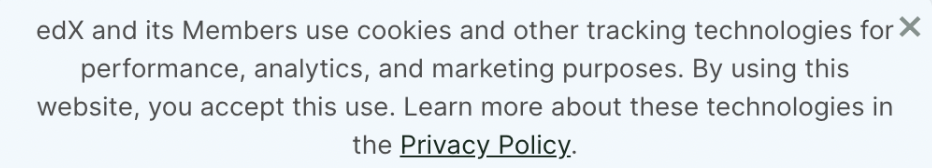 edX and its Members use cookies and other tracking technologies for
performance, analytics, and marketing purposes. By using this
website, you accept this use. Learn more about these technologies in
the Privacy Policy.